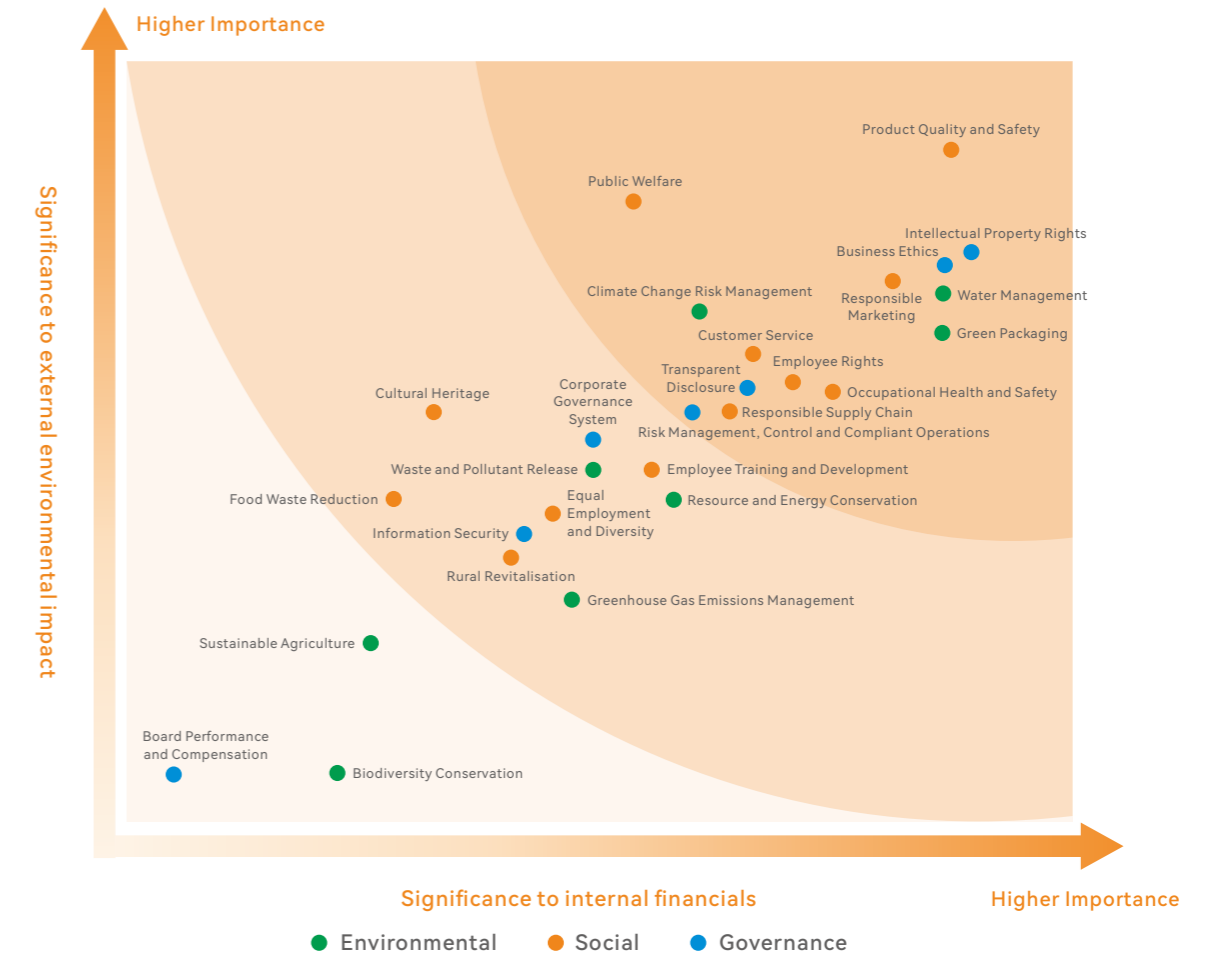 Higher Importance
Significance to external environmental impact
Product Quality and Safety
Public Welfare
Intellectual Property Rights
Business Ethics
Climate Change Risk Management
Water Management
Responsible
Marketing
Customer Service
Green Packaging
Employee Rights
Transparent
Disclosure
Corporate
Governance
System
Cultural Heritage
Occupational Health and Safety
Responsible Supply Chain
Risk Management, Control and Compliant Operations
Waste and Pollutant Release
Employee Training and Development
Food Waste Reduction
Equal
Employment
and Diversity
Resource and Energy Conservation
Information Security
Rural Revitalisation
Greenhouse Gas Emissions Management
Sustainable Agriculture
Board Performance
and Compensation
Biodiversity Conservation
Significance to internal financials
Higher Importance
Environmental
Social
Governance